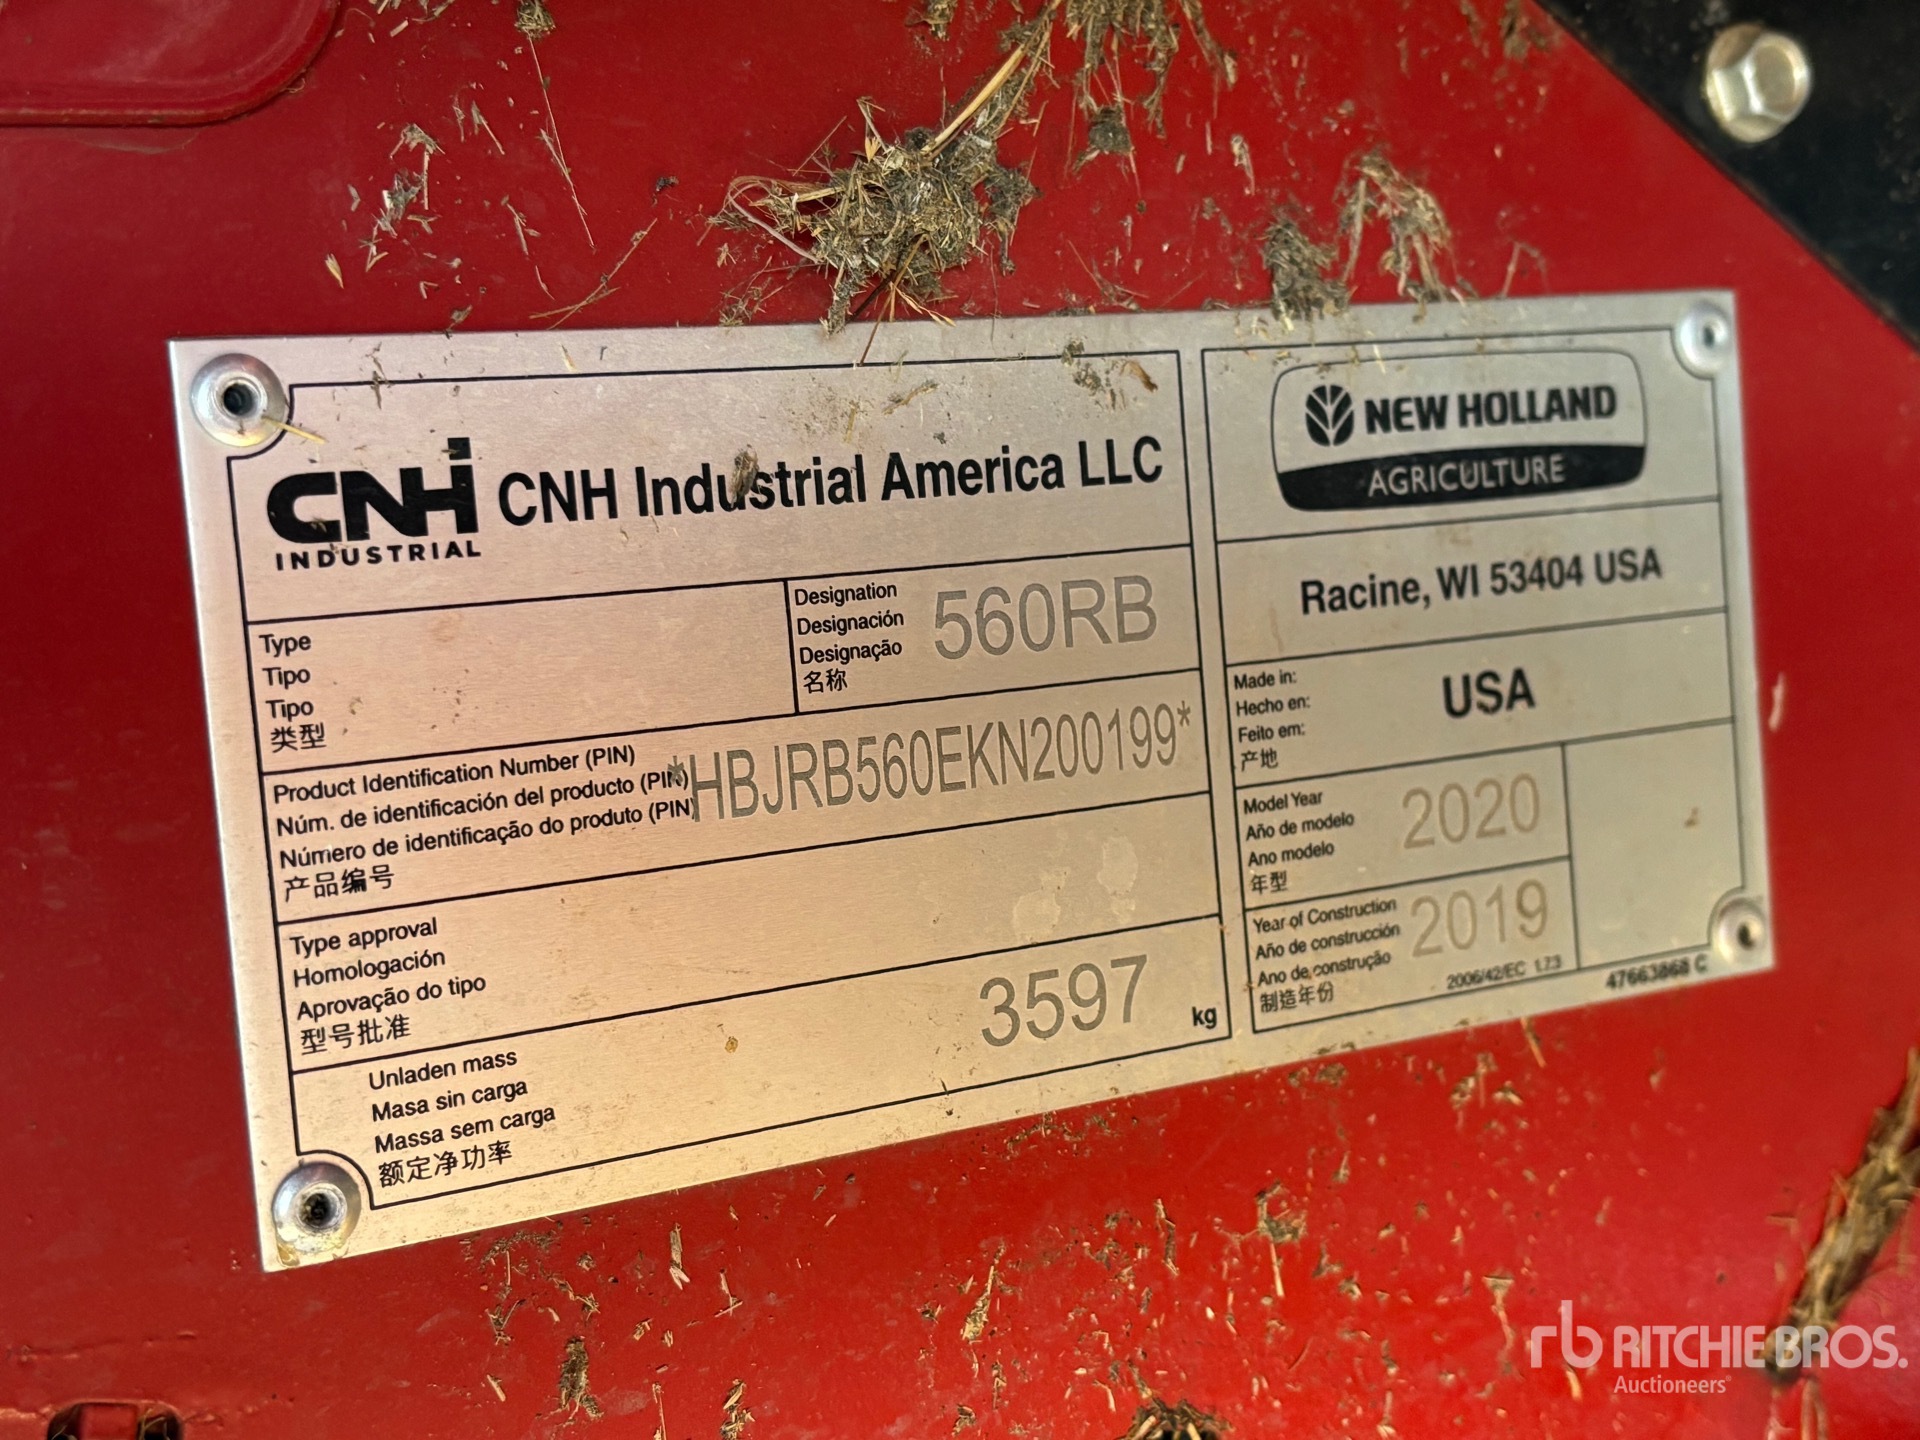 CNH
INDUSTRIAL
CNH Industrial America LLC
Type
Tipo
Tipo
类型
Designation
Designación
Designação
名称
560RB
Product Identification Number (PIN)
Núm. de identificación del producto (PIN)
Número de identificação do produto (PIN)
产品编号
*HBJRB560EKN200199*
Type approval
Homologación
Aprovação do tipo
型号批准
Unladen mass
Masa sin carga
Massa sem carga
额定净功率
3597 kg
NEW HOLLAND
AGRICULTURE
Racine, WI 53404 USA
Made in:
Hecho en:
Feito em:
产地
USA
Model Year
Año de modelo
Ano modelo
年型
2020
Year of Construction
Año de construcción
Ano de construção
制造年份
2019
2006/42/EC 1.7.3
47663868 C
rb RITCHIE BROS.
Auctioneers